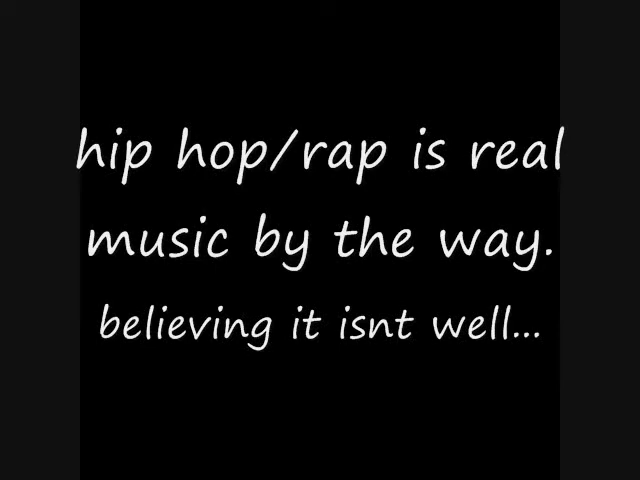 hip hop/rap is real
music by the way.
believing it isnt well...